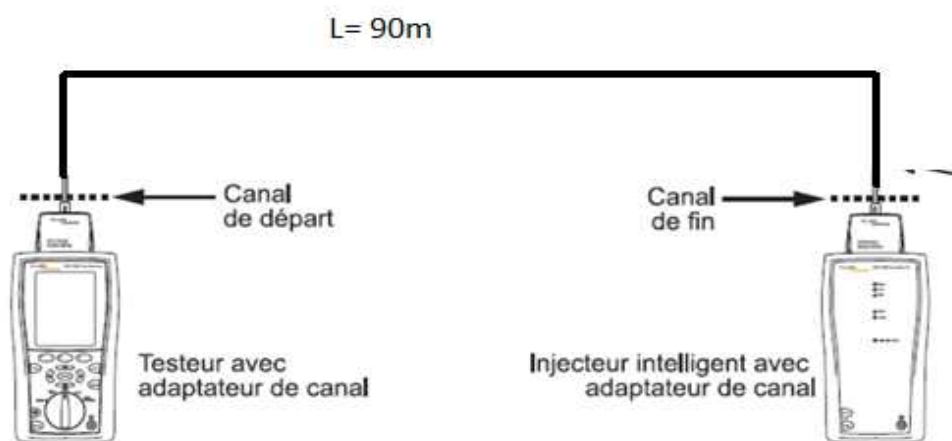 L= 90m
Canal
de départ
Canal
de fin
Testeur avec
adaptateur de canal
Injecteur intelligent avec
adaptateur de canal